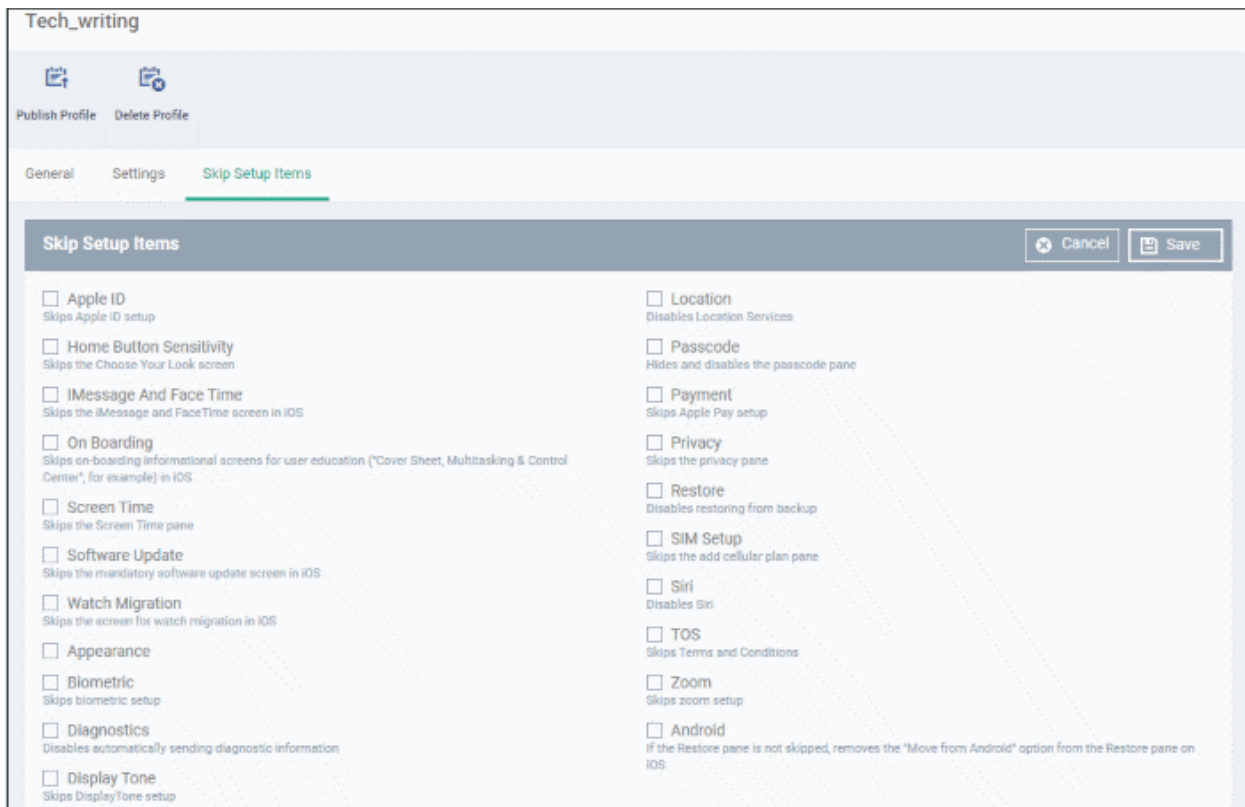 Tech_writing
Publish Profile
Delete Profile
General
Settings
Skip Setup Items
Skip Setup Items
Cancel
Save
Apple ID
Skips Apple ID setup
Home Button Sensitivity
Skips the Choose Your Look screen
IMessage And Face Time
Skips the iMessage and FaceTime screen in iOS
On Boarding
Skips on-boarding informational screens for user education ("Cover Sheet, Multitasking & Control
Center", for example) in iOS
Screen Time
Skips the Screen Time pane
Software Update
Skips the mandatory software update screen in iOS
Watch Migration
Skips the screen for watch migration in iOS
Appearance
Biometric
Skips biometric setup
Diagnostics
Disables automatically sending diagnostic information
Display Tone
Skips DisplayTone setup
Location
Disables Location Services
Passcode
Hides and disables the passcode pane
Payment
Skips Apple Pay setup
Privacy
Skips the privacy pane
Restore
Disables restoring from backup
SIM Setup
Skips the add cellular plan pane
Siri
Disables Siri
TOS
Skips Terms and Conditions
Zoom
Skips zoom setup
Android
If the Restore pane is not skipped, removes the "Move from Android" option from the Restore pane on
iOS